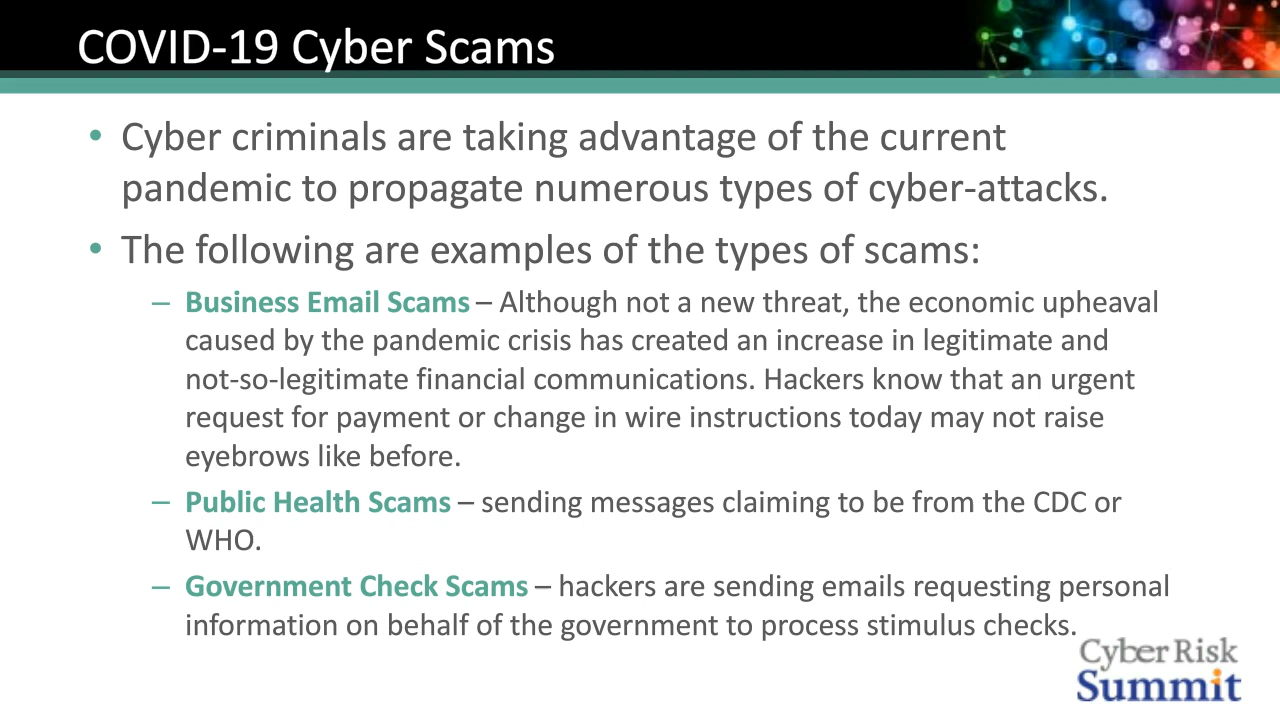 COVID-19 Cyber Scams
• Cyber criminals are taking advantage of the current
pandemic to propagate numerous types of cyber-attacks.
• The following are examples of the types of scams:
– Business Email Scams – Although not a new threat, the economic upheaval
caused by the pandemic crisis has created an increase in legitimate and
not-so-legitimate financial communications. Hackers know that an urgent
request for payment or change in wire instructions today may not raise
eyebrows like before.
– Public Health Scams – sending messages claiming to be from the CDC or
WHO.
– Government Check Scams – hackers are sending emails requesting personal
information on behalf of the government to process stimulus checks.
Cyber Risk
Summit